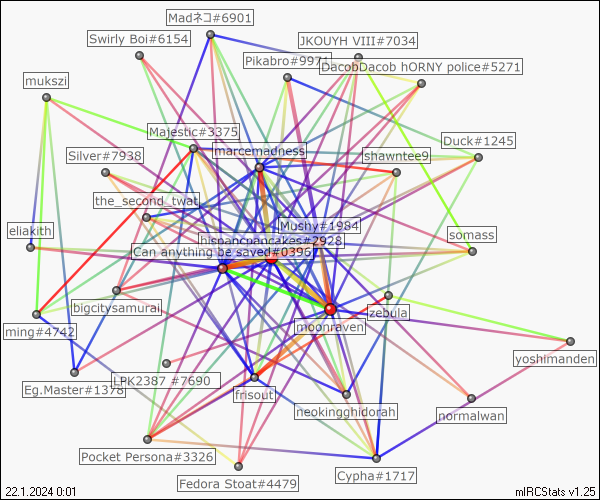 Madネコ#6901
Swirly Boi#6154
JKOUYH VIII#7034
Pikabro#9974
DacobDacob hORNY police#5271
mukszi
Majestic#3375
Duck#1245
marcemadness
Silver#7938
shawntee9
the_second_twat
Mushy#1984
eliakith
somass
hispancpancakes#2928
Can anything be saved#0396
bigcitysamurai
zebula
ming#4742
moonraven
yoshimanden
LPK2387 #7690
Eg.Master#1378
frisout
neokingghidorah
normalwan
Pocket Persona#3326
Cypha#1717
Fedora Stoat#4479
22.1.2024 0:01
mIRCStats v1.25